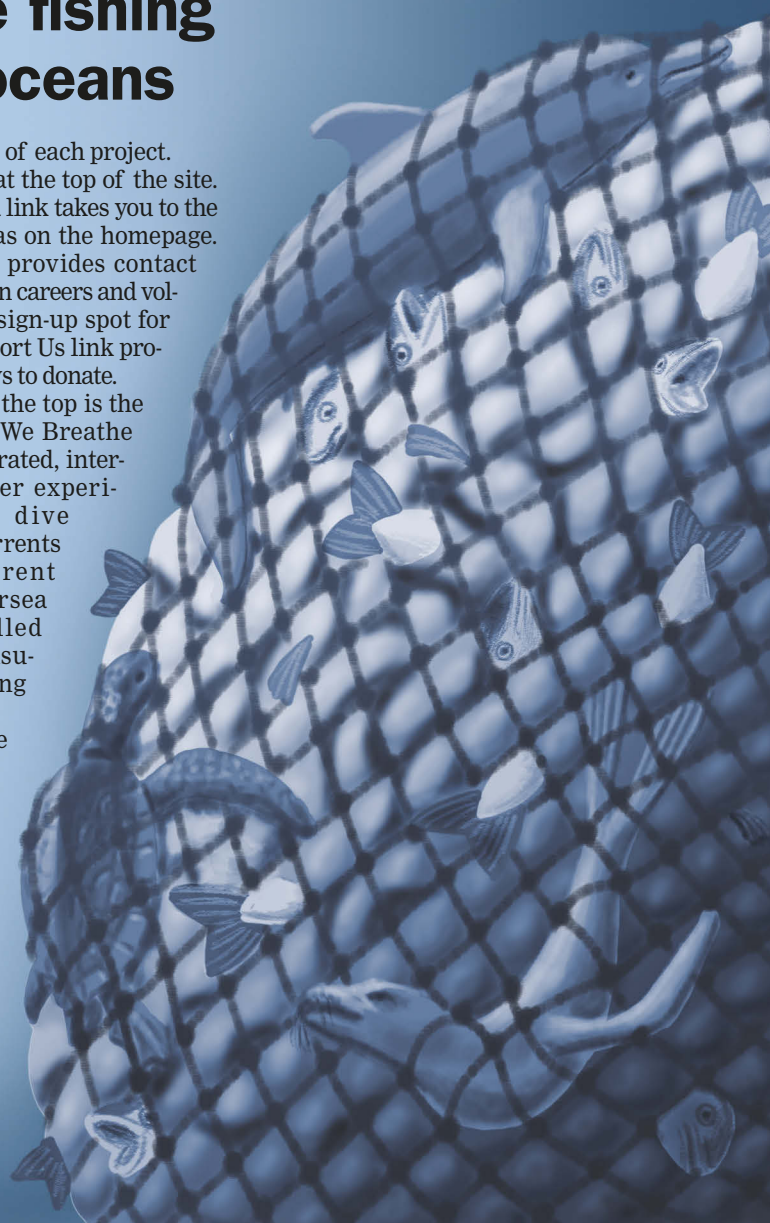 fishing
oceans
of each project.
at the top of the site.
link takes you to the
as on the homepage.
provides contact
n careers and vol-
sign-up spot for
ort Us link pro-
s to donate.
the top is the
We Breathe
rated, inter-
er experi-
dive
rrents
rent
rsea
lled
su-
ng
e